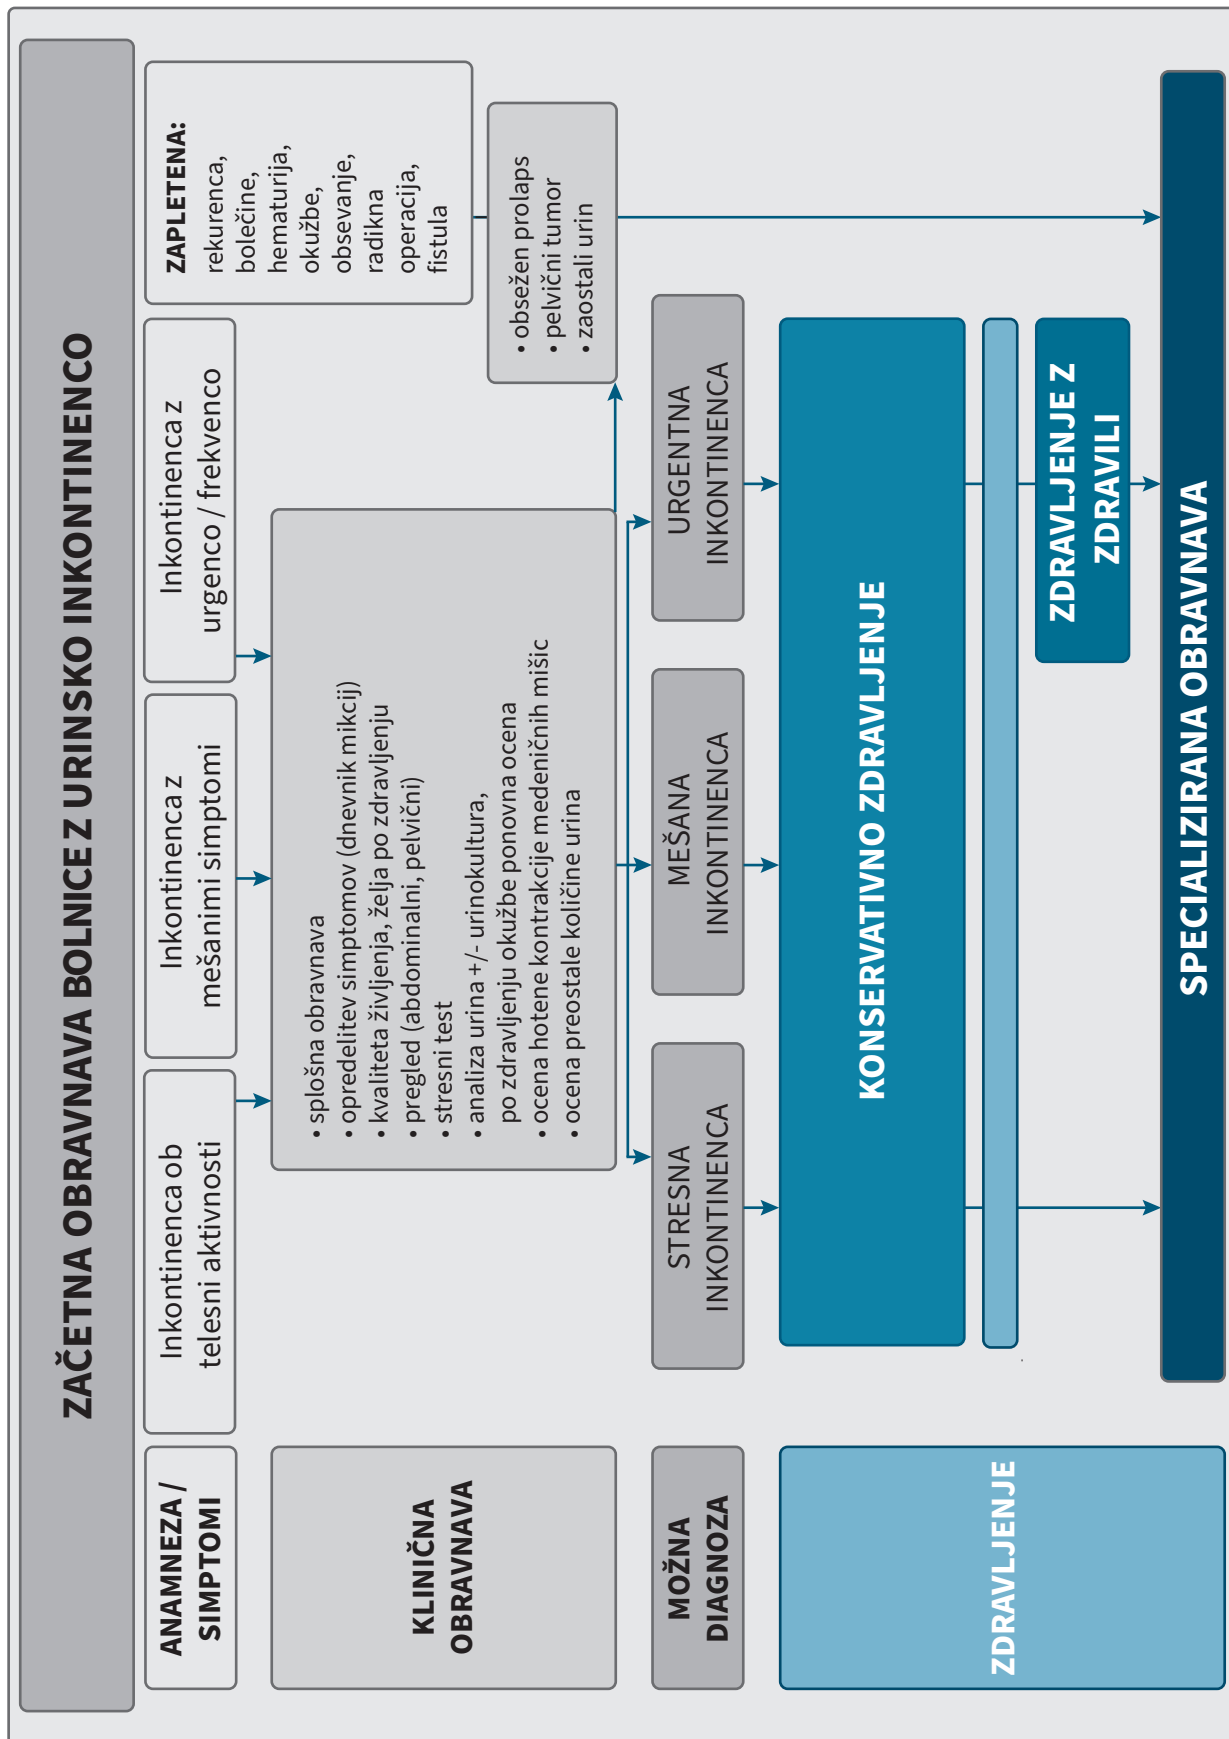 ZAČETNA OBRAVNAVA BOLNICE Z URINSKO INKONTINENCO
ANAMNEZA /
SIMPTOMI
Inkontinenca ob
telesni aktivnosti
Inkontinenca z
mešanimi simptomi
Inkontinenca z
urgenco / frekvenco
ZAPLETENA:
rekurenca,
bolečine,
hematurija,
okužbe,
obsevanje,
radikna
operacija,
fistula
KLINIČNA
OBRAVNAVA
• splošna obravnava
• opredelitev simptomov (dnevnik mikcij)
• kvaliteta življenja, želja po zdravljenju
• pregled (abdominalni, pelvični)
• stresni test
• analiza urina +/- urinokultura,
po zdravljenju okužbe ponovna ocena
• ocena hotene kontrakcije medeničnih mišic
• ocena preostale količine urina
• obsežen prolaps
• pelvični tumor
• zaostali urin
MOŽNA
DIAGNOZA
STRESNA
INKONTINENCA
MEŠANA
INKONTINENCA
URGENTNA
INKONTINENCA
ZDRAVLJENJE
KONSERVATIVNO ZDRAVLJENJE
ZDRAVLJENJE Z
ZDRAVILI
SPECIALIZIRANA OBRAVNAVA